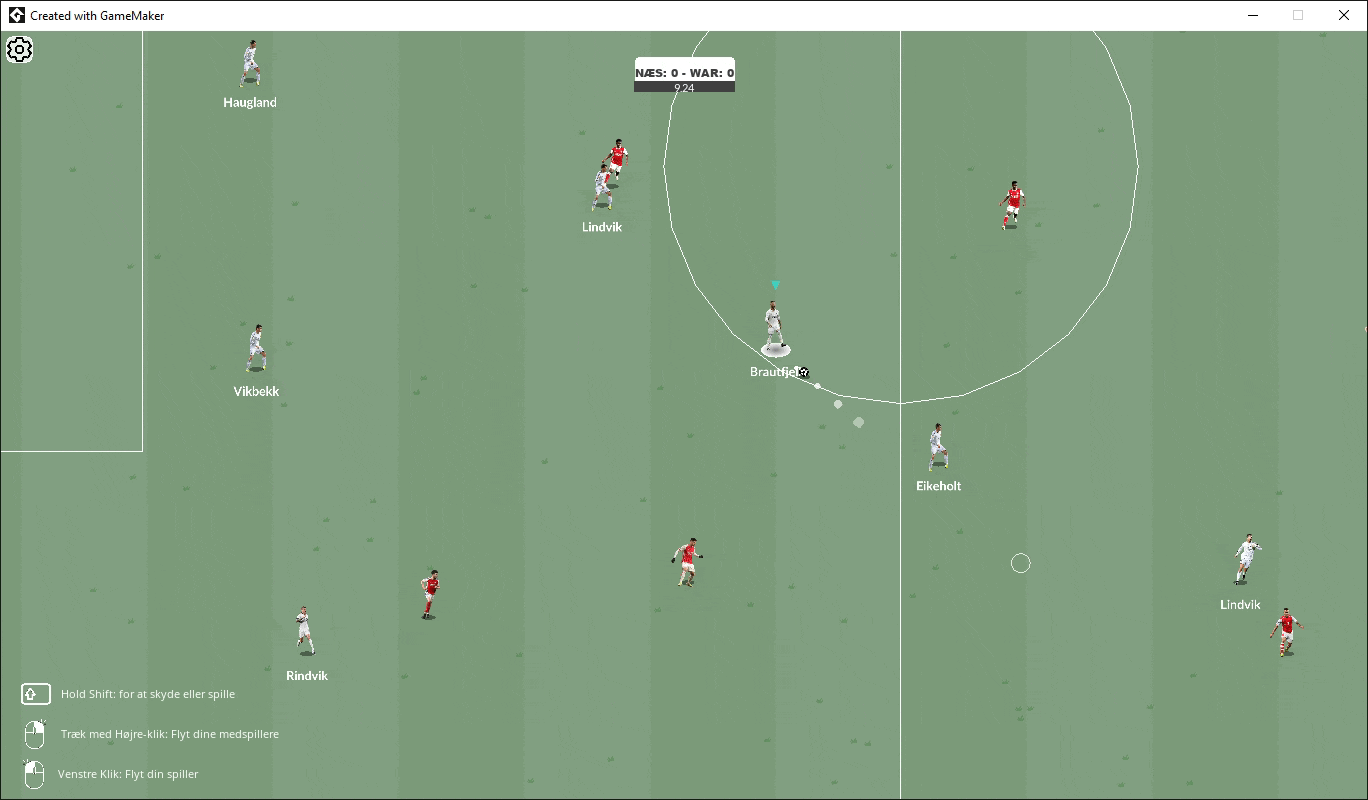 Created with GameMaker
Haugland
NÆS: 0 - WAR: 0
9.24
Lindvik
Vikbekk
Eikeholt
Lindvik
Rindvik
Hold Shift: for at skyde eller spille
Træk med Højre-klik: Flyt dine medspillere
Venstre Klik: Flyt din spiller